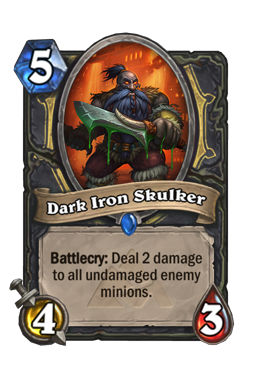 5
Dark Iron Skulker
Battlecry: Deal 2 damage
to all undamaged enemy
minions.
4
3